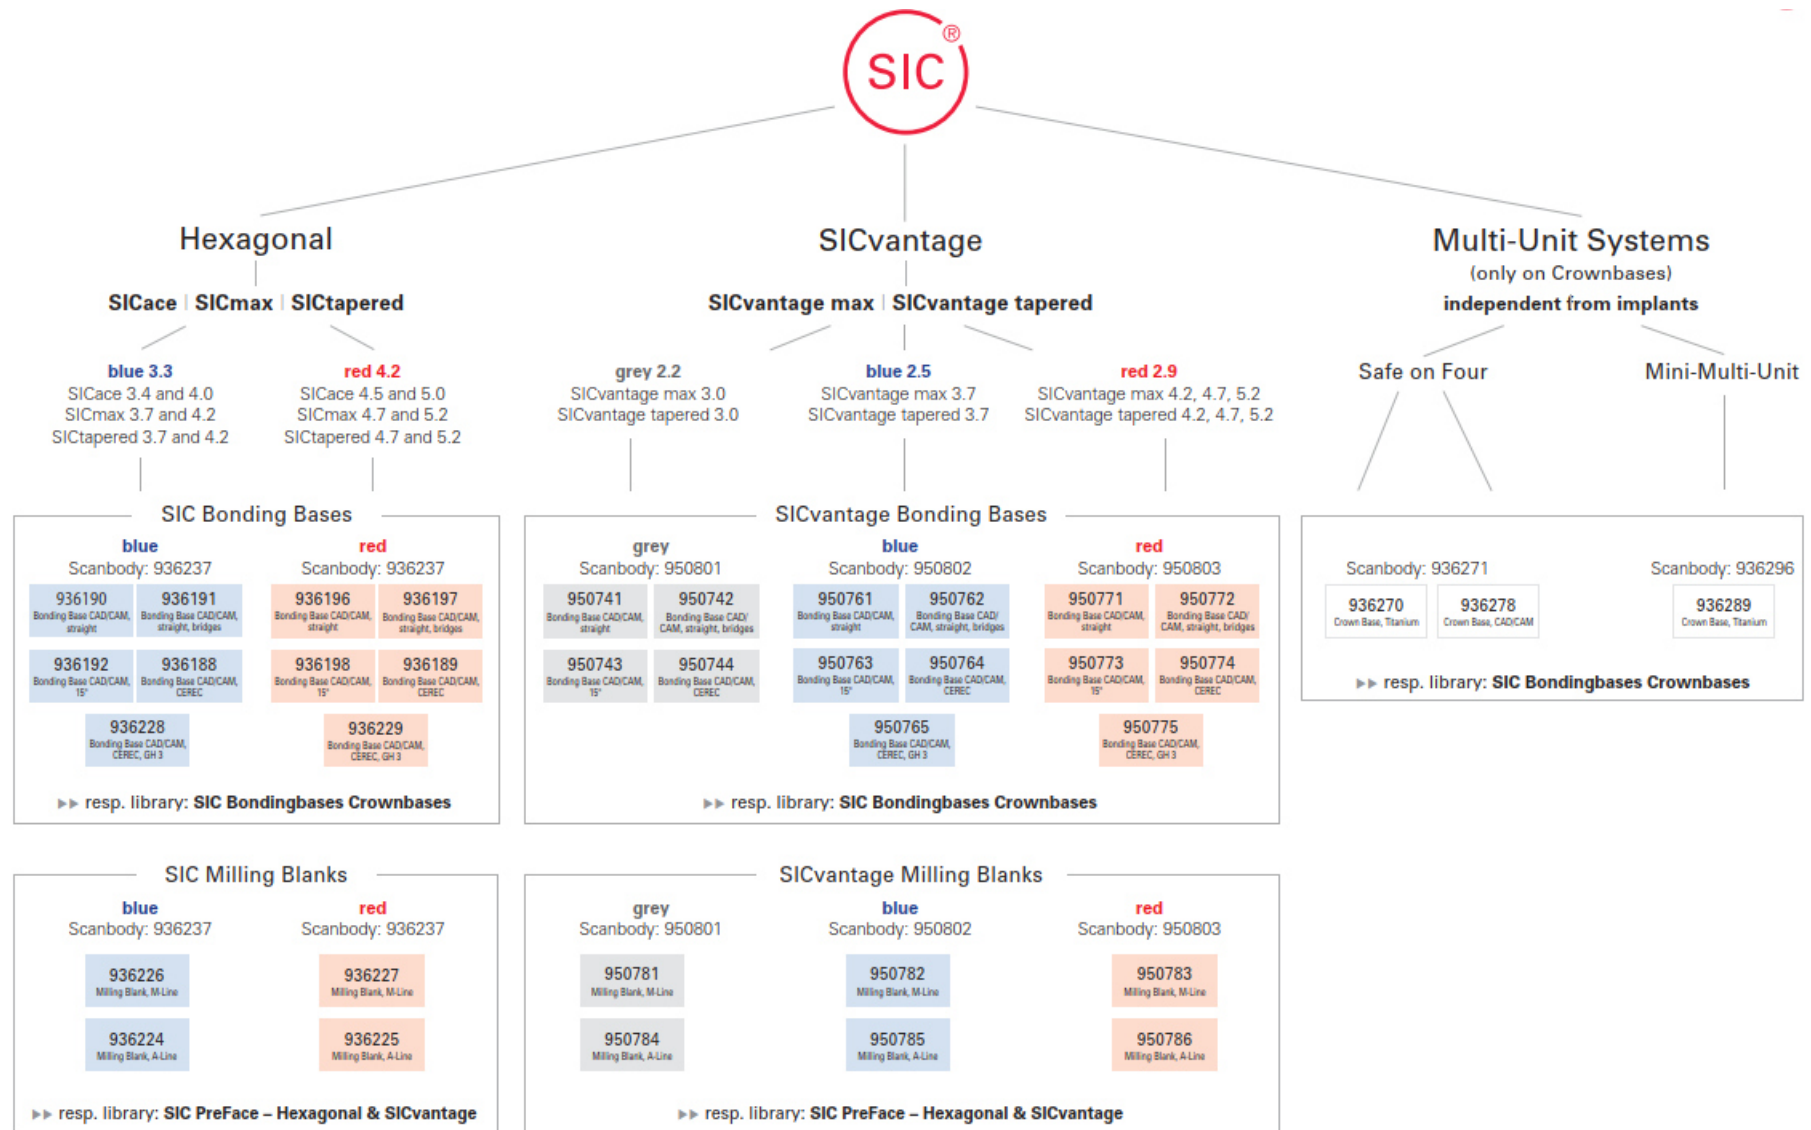 SIC®
Hexagonal
SICace | SICmax | SICtapered
blue 3.3
SICace 3.4 and 4.0
SICmax 3.7 and 4.2
SICtapered 3.7 and 4.2
red 4.2
SICace 4.5 and 5.0
SICmax 4.7 and 5.2
SICtapered 4.7 and 5.2
SICvantage
SICvantage max | SICvantage tapered
grey 2.2
SICvantage max 3.0
SICvantage tapered 3.0
blue 2.5
SICvantage max 3.7
SICvantage tapered 3.7
red 2.9
SICvantage max 4.2, 4.7, 5.2
SICvantage tapered 4.2, 4.7, 5.2
Multi-Unit Systems
(only on Crownbases)
independent from implants
Safe on Four
Mini-Multi-Unit
SIC Bonding Bases
blue
Scanbody: 936237
936190
Bonding Base CAD/CAM,
straight
936191
Bonding Base CAD/CAM,
straight, bridges
936192
Bonding Base CAD/CAM,
15°
936188
Bonding Base CAD/CAM,
CEREC
936228
Bonding Base CAD/CAM,
CEREC, GH 3
red
Scanbody: 936237
936196
Bonding Base CAD/CAM,
straight
936197
Bonding Base CAD/CAM,
straight, bridges
936198
Bonding Base CAD/CAM,
15°
936189
Bonding Base CAD/CAM,
CEREC
936229
Bonding Base CAD/CAM,
CEREC, GH 3
▶▶ resp. library: SIC Bondingbases Crownbases
SICvantage Bonding Bases
grey
Scanbody: 950801
950741
Bonding Base CAD/CAM,
straight
950742
Bonding Base CAD/
CAM, straight, bridges
950743
Bonding Base CAD/CAM,
15°
950744
Bonding Base CAD/CAM,
CEREC
blue
Scanbody: 950802
950761
Bonding Base CAD/CAM,
straight
950762
Bonding Base CAD/
CAM, straight, bridges
950763
Bonding Base CAD/CAM,
15°
950764
Bonding Base CAD/CAM,
CEREC
950765
Bonding Base CAD/CAM,
CEREC, GH 3
red
Scanbody: 950803
950771
Bonding Base CAD/CAM,
straight
950772
Bonding Base CAD/
CAM, straight, bridges
950773
Bonding Base CAD/CAM,
15°
950774
Bonding Base CAD/CAM,
CEREC
950775
Bonding Base CAD/CAM,
CEREC, GH 3
▶▶ resp. library: SIC Bondingbases Crownbases
Scanbody: 936271
936270
Crown Base, Titanium
936278
Crown Base, CAD/CAM
Scanbody: 936296
936289
Crown Base, Titanium
▶▶ resp. library: SIC Bondingbases Crownbases
SIC Milling Blanks
blue
Scanbody: 936237
936226
Milling Blank, M-Line
936224
Milling Blank, A-Line
red
Scanbody: 936237
936227
Milling Blank, M-Line
936225
Milling Blank, A-Line
▶▶ resp. library: SIC PreFace – Hexagonal & SICvantage
SICvantage Milling Blanks
grey
Scanbody: 950801
950781
Milling Blank, M-Line
950784
Milling Blank, A-Line
blue
Scanbody: 950802
950782
Milling Blank, M-Line
950785
Milling Blank, A-Line
red
Scanbody: 950803
950783
Milling Blank, M-Line
950786
Milling Blank, A-Line
▶▶ resp. library: SIC PreFace – Hexagonal & SICvantage